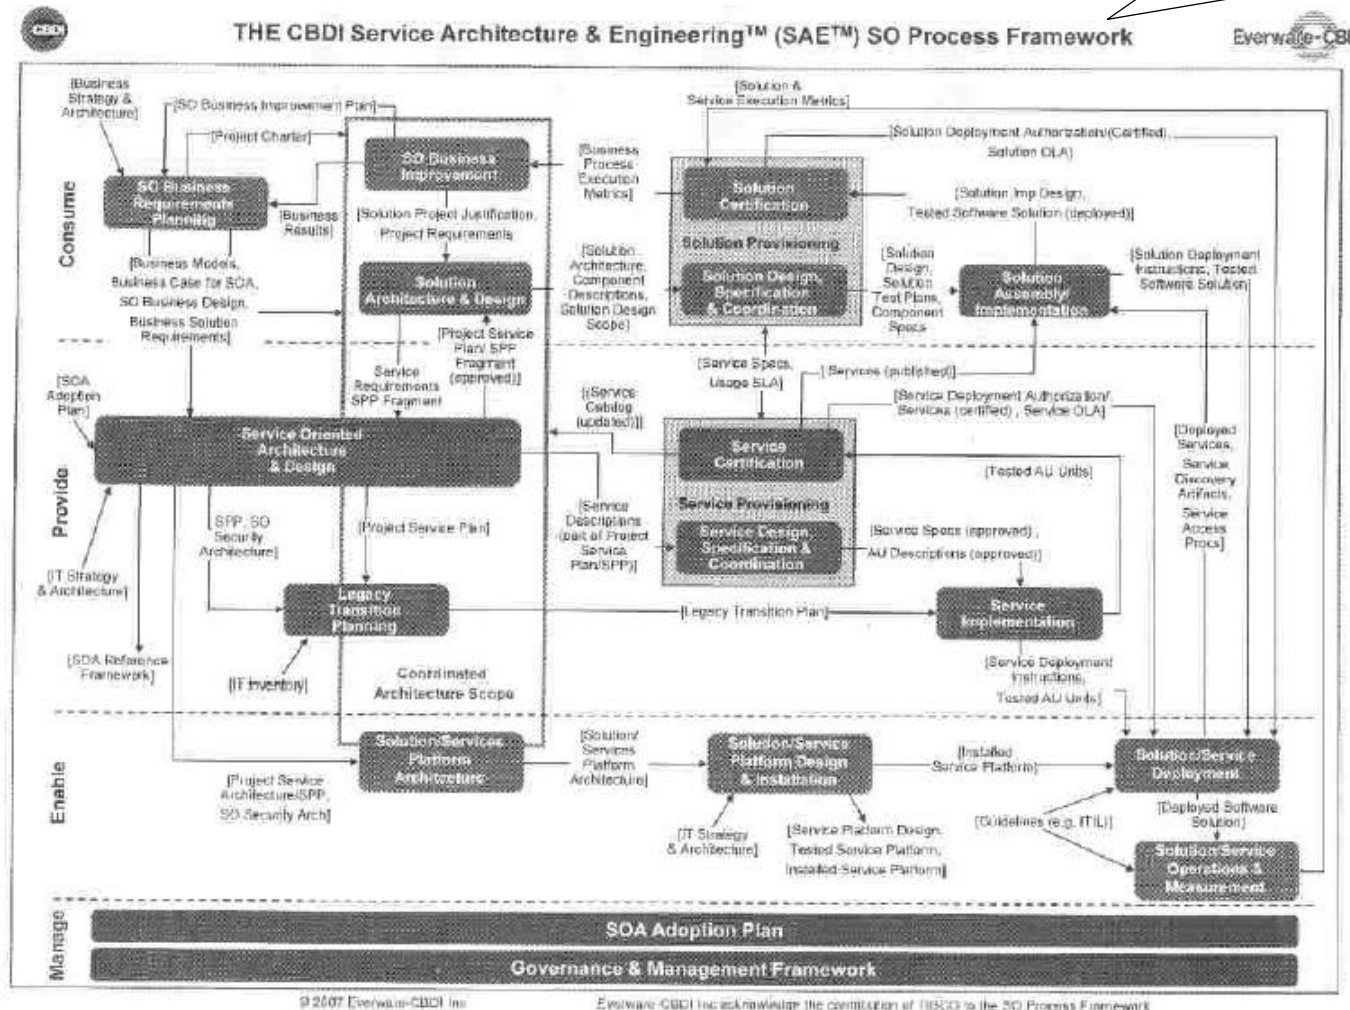 CBDI
THE CBDI Service Architecture & Engineering™ (SAE™) SO Process Framework
Everware-CBDI
Consume
[Business
Strategy &
Architecture]
[SO Business Improvement Plan]
[Project Charter]
SO Business
Improvement
SO Business
Requirements
Planning
[Business
Results]
[Solution Project Justification,
Project Requirements
[Business Models,
Business Case for SOA,
SO Business Design,
Business Solution
Requirements]
Solution
Architecture & Design
[Business
Process
Execution
Metrics]
[Solution
Architecture,
Component
Descriptions,
Solution Design
Scope]
[Solution &
Service Execution Metrics]
[Solution Deployment Authorization/(Certified),
Solution OLA]
Solution
Certification
Solution Provisioning
Solution Design,
Specification
& Coordination
[Solution Imp Design,
Tested Software Solution (deployed)]
[Solution
Design,
Solution
Test Plans,
Component
Specs
Solution
Assembly/
Implementation
[Solution Deployment
Instructions, Tested
Software Solution]
Provide
Service
Requirements
SPP Fragment
[Project Service
Plan/ SPP
Fragment
(approved)]
[Service Specs,
Usage SLA]
[ Services (published)]
[SOA
Adoption
Plan]
Service Oriented
Architecture
& Design
[(Service
Catalog
(updated)]]
[Service Deployment Authorization/
Services (certified) , Service OLA]
Service
Certification
Service Provisioning
Service Design,
Specification &
Coordination
[Tested AU Units]
[Deployed
Services,
Service
Discovery
Artifacts,
Service
Access
Procs]
SPP, SO
Security
Architecture]
[Project Service Plan]
[Service
Descriptions
(part of Project
Service
Plan/SPP)]
[Service Specs (approved) ,
AU Descriptions (approved)]
[IT Strategy
& Architecture]
Legacy
Transition
Planning
[Legacy Transition Plan]
Service
Implementation
[SOA Reference
Framework]
[IT Inventory]
Coordinated
Architecture Scope
[Service Deployment
Instructions,
Tested AU Units]
Enable
Solution/Services
Platform
Architecture
[Solution/
Services
Platform
Architecture]
Solution/Service
Platform Design
& Installation
[Installed
Service Platform]
Solution/Service
Deployment
[Project Service
Architecture/SPP,
SO Security Arch]
[IT Strategy
& Architecture]
[Service Platform Design,
Tested Service Platform,
Installed Service Platform]
[Guidelines (e.g. ITIL)]
[Deployed Software
Solution]
Solution/Service
Operations &
Measurement
Manage
SOA Adoption Plan
Governance & Management Framework
© 2007 Everware-CBDI Inc
Everware-CBDI Inc acknowledge the contribution of TIBCO to the SO Process Framework